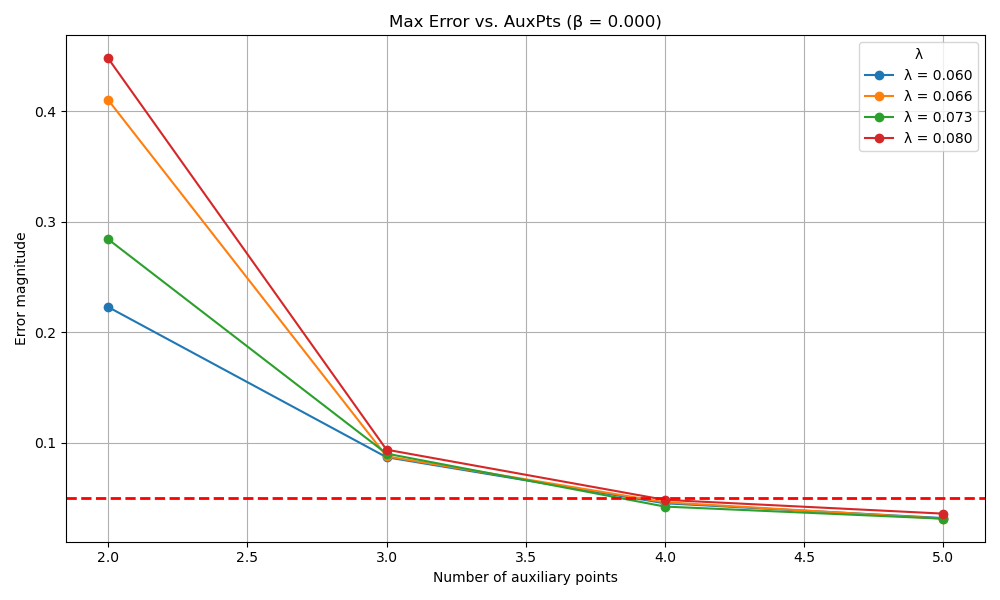 Max Error vs. AuxPts (β = 0.000)
λ
λ = 0.060
λ = 0.066
λ = 0.073
λ = 0.080
Error magnitude
0.4
0.3
0.2
0.1
2.0 2.5 3.0 3.5 4.0 4.5 5.0
Number of auxiliary points